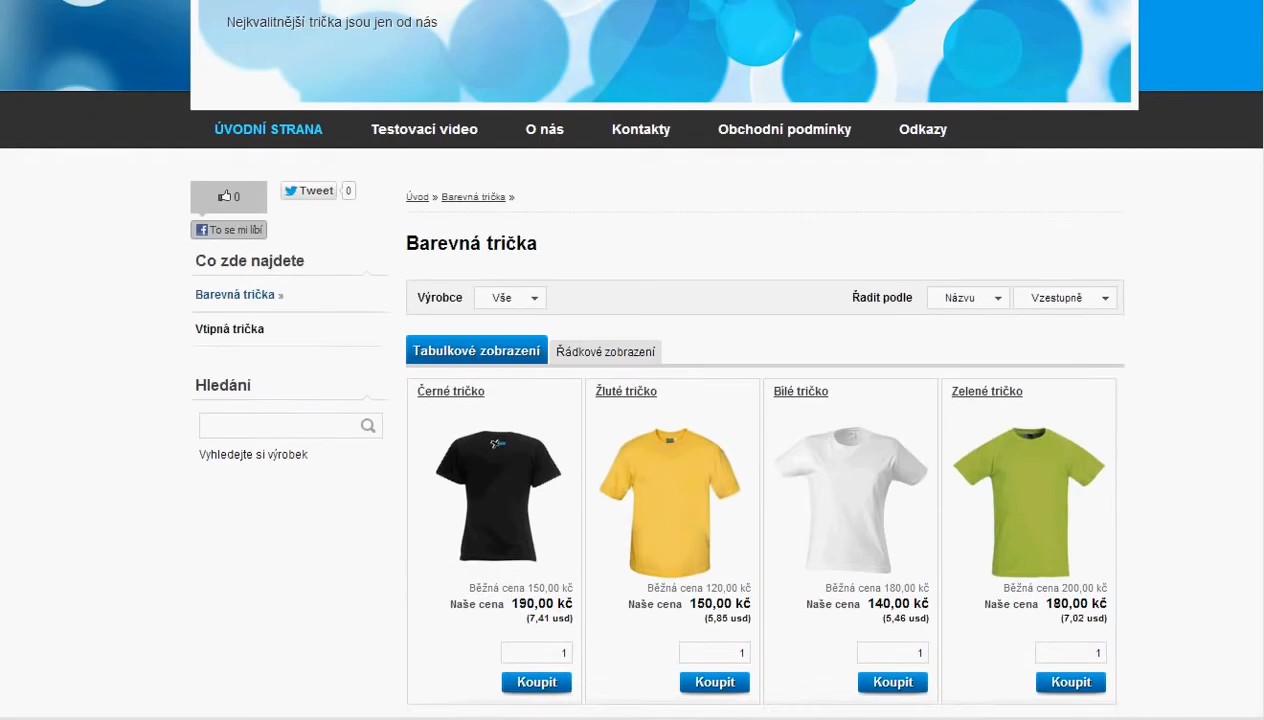 Nejkvalitnější trička jsou jen od nás
ÚVODNÍ STRANA Testovací video O nás Kontakty Obchodní podmínky Odkazy
0 Tweet 0
To se mi líbí
Úvod » Barevná trička »
Barevná trička
Co zde najdete
Barevná trička »
Vtipná trička
Hledání
Vyhledejte si výrobek
Výrobce Vše Řadit podle Názvu Vzestupně
Tabulkové zobrazení Řádkové zobrazení
Černé tričko Žluté tričko Bílé tričko Zelené tričko
Běžná cena 150,00 kč Běžná cena 120,00 kč Běžná cena 180,00 kč Běžná cena 200,00 kč
Naše cena 190,00 kč Naše cena 150,00 kč Naše cena 140,00 kč Naše cena 180,00 kč
(7,41 usd) (5,85 usd) (5,46 usd) (7,02 usd)
1 1 1 1
Koupit Koupit Koupit Koupit